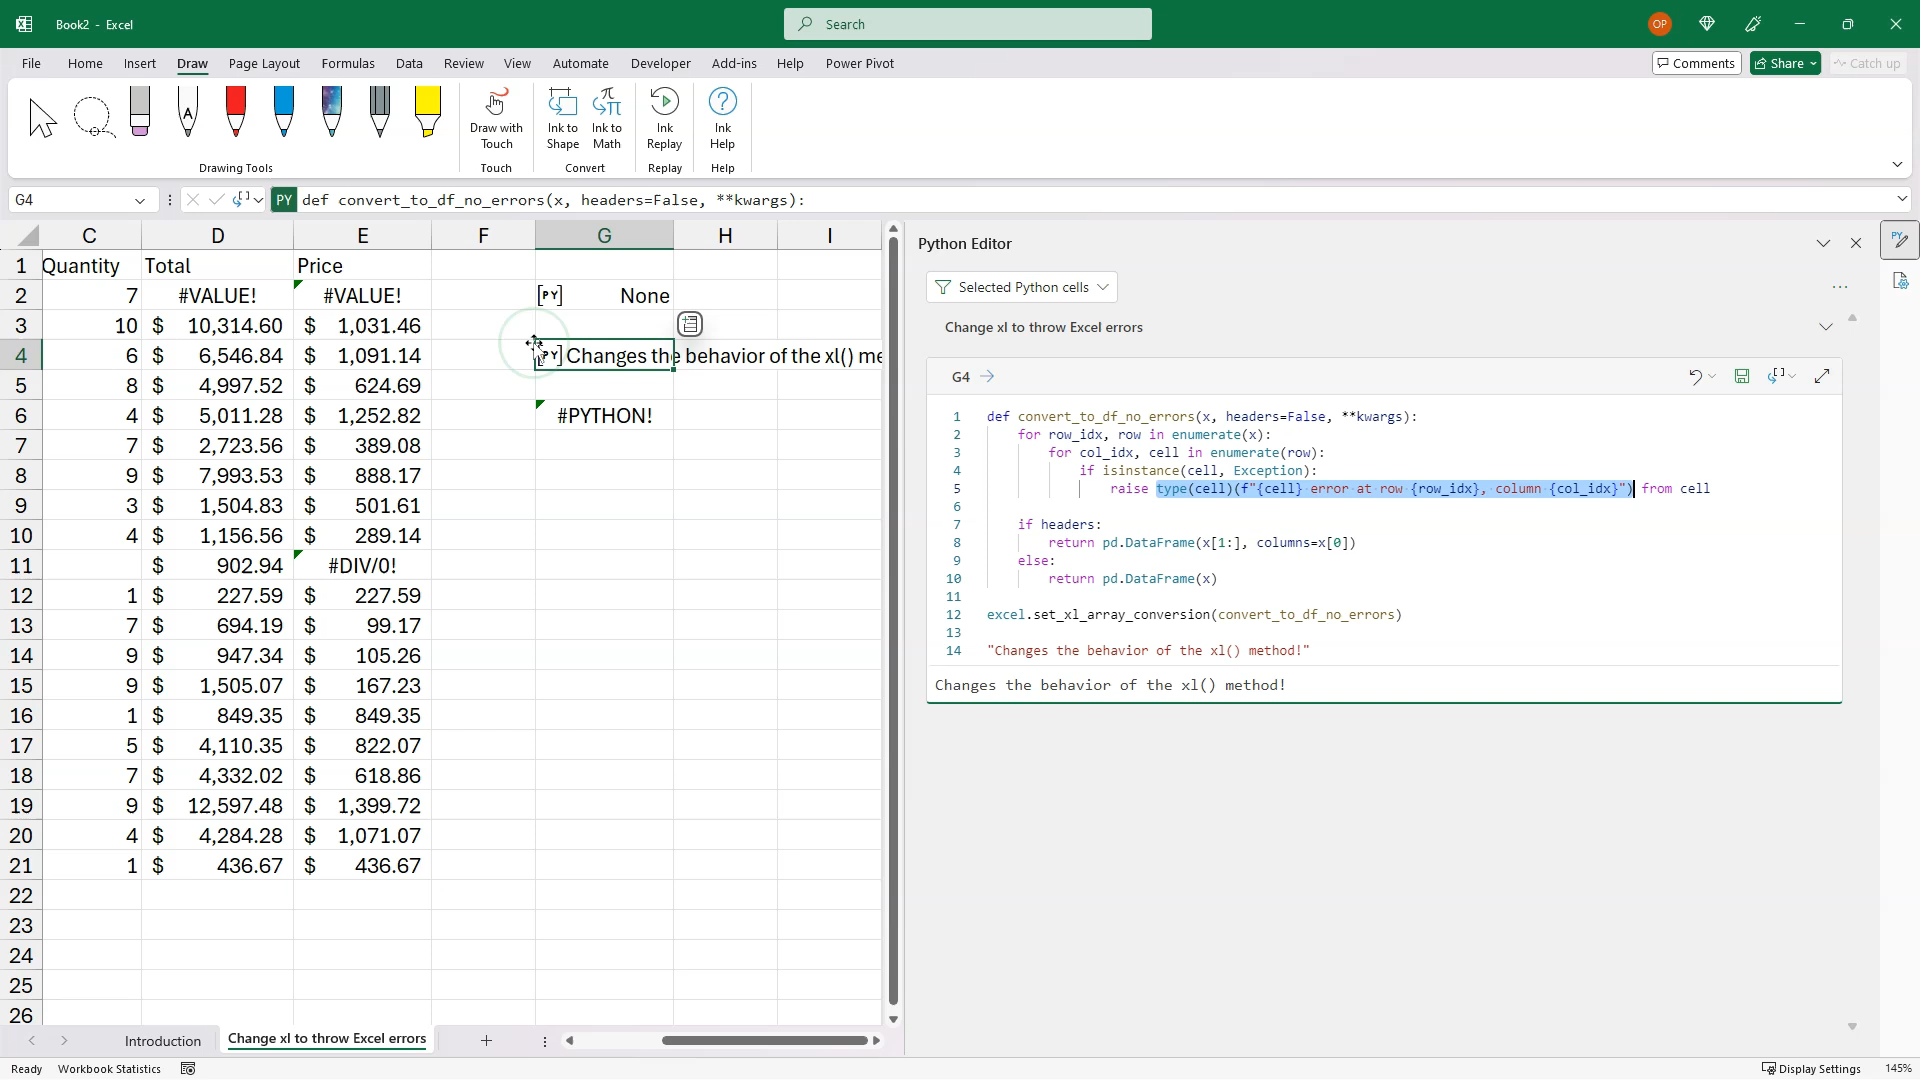 Book2 - Excel
Search
OP
File Home Insert Draw Page Layout Formulas Data Review View Automate Developer Add-ins Help Power Pivot
Comments Share Catch up
A
Draw with Touch
Ink to Shape
Ink to Math
Ink Replay
Ink Help
Drawing Tools Touch Convert Replay Help
G4 PY def convert_to_df_no_errors(x, headers=False, **kwargs):
C D E F G H I
1 Quantity Total Price
2 7 #VALUE! #VALUE! [PY] None
3 10 $ 10,314.60 $ 1,031.46
4 6 $ 6,546.84 $ 1,091.14 PY] Changes the behavior of the xl() me
5 8 $ 4,997.52 $ 624.69
6 4 $ 5,011.28 $ 1,252.82 #PYTHON!
7 7 $ 2,723.56 $ 389.08
8 9 $ 7,993.53 $ 888.17
9 3 $ 1,504.83 $ 501.61
10 4 $ 1,156.56 $ 289.14
11 $ 902.94 #DIV/0!
12 1 $ 227.59 $ 227.59
13 7 $ 694.19 $ 99.17
14 9 $ 947.34 $ 105.26
15 9 $ 1,505.07 $ 167.23
16 1 $ 849.35 $ 849.35
17 5 $ 4,110.35 $ 822.07
18 7 $ 4,332.02 $ 618.86
19 9 $ 12,597.48 $ 1,399.72
20 4 $ 4,284.28 $ 1,071.07
21 1 $ 436.67 $ 436.67
22
23
24
25
26
Python Editor
Selected Python cells
Change xl to throw Excel errors
G4
1 def convert_to_df_no_errors(x, headers=False, **kwargs):
2 for row_idx, row in enumerate(x):
3 for col_idx, cell in enumerate(row):
4 if isinstance(cell, Exception):
5 raise type(cell)(f"{cell} error at row {row_idx}, column {col_idx}") from cell
6
7 if headers:
8 return pd.DataFrame(x[1:], columns=x[0])
9 else:
10 return pd.DataFrame(x)
11
12 excel.set_xl_array_conversion(convert_to_df_no_errors)
13
14 "Changes the behavior of the xl() method!"
Changes the behavior of the xl() method!
PY
Introduction Change xl to throw Excel errors
Ready Workbook Statistics Display Settings 145%